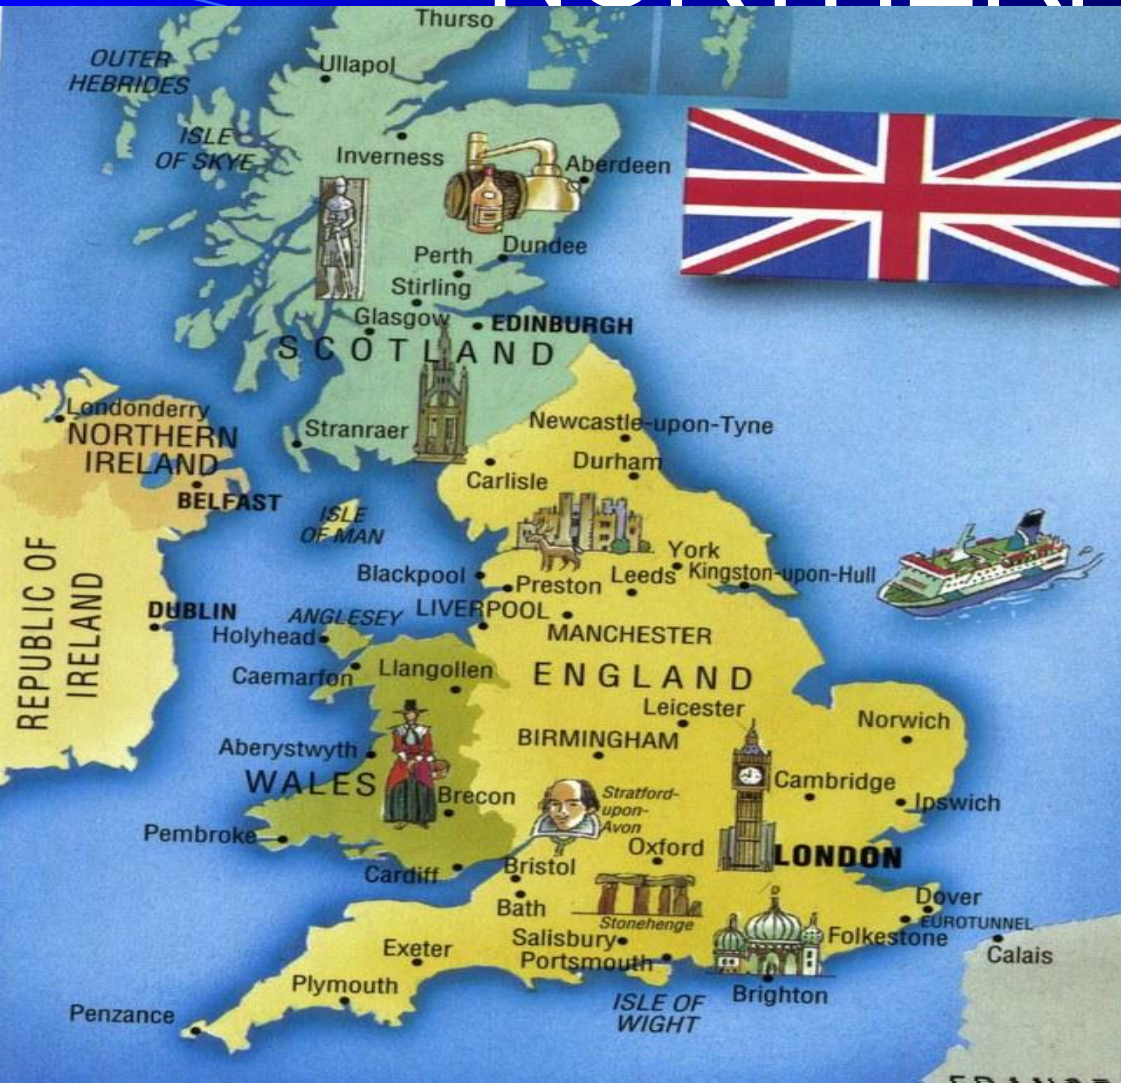 Thurso
OUTER
HEBRIDES
Ullapol
ISLE
OF SKYE
Inverness
Aberdeen
Perth
Dundee
Stirling
Glasgow
EDINBURGH
SCOTLAND
Londonderry
NORTHERN
IRELAND
BELFAST
Stranraer
Newcastle-upon-Tyne
Durham
Carlisle
ISLE
OF MAN
REPUBLIC OF
IRELAND
York
Blackpool
Preston
Leeds
Kingston-upon-Hull
DUBLIN
ANGLESEY
LIVERPOOL
Holyhead
MANCHESTER
Caemarfon
Llangollen
ENGLAND
Leicester
Norwich
Aberystwyth
BIRMINGHAM
WALES
Brecon
Stratford-
upon-
Avon
Cambridge
Ipswich
Pembroke
Oxford
LONDON
Cardiff
Bristol
Bath
Stonehenge
Dover
EUROTUNNEL
Folkestone
Calais
Exeter
Salisbury
Portsmouth
Plymouth
ISLE OF
WIGHT
Brighton
Penzance